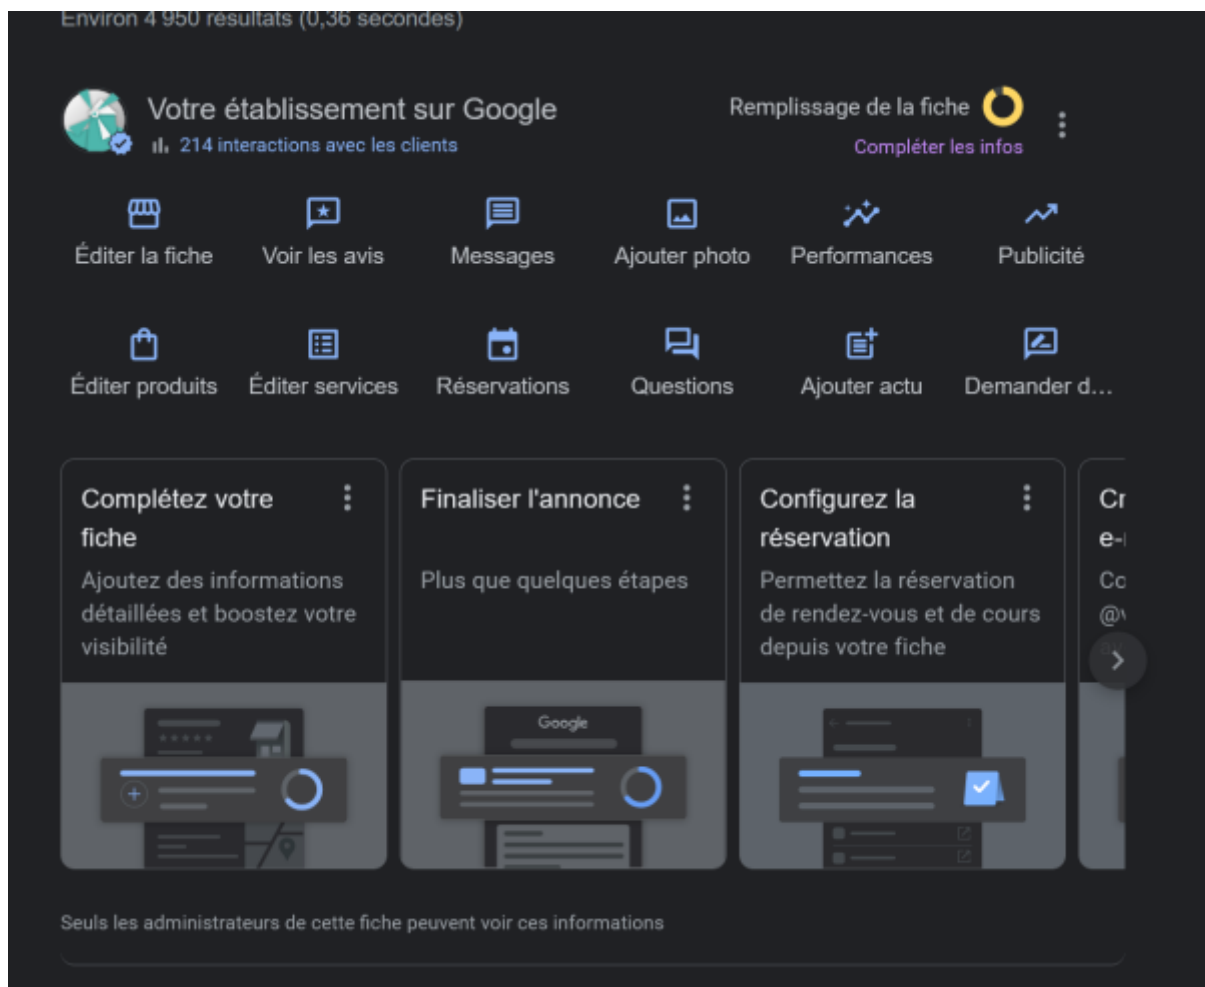 Environ 4 950 résultats (0,36 secondes)
Votre établissement sur Google
214 interactions avec les clients
Remplissage de la fiche
Compléter les infos
Éditer la fiche
Voir les avis
Messages
Ajouter photo
Performances
Publicité
Éditer produits
Éditer services
Réservations
Questions
Ajouter actu
Demander d...
Complétez votre
fiche
Ajoutez des informations
détaillées et boostez votre
visibilité
Finaliser l'annonce
Plus que quelques étapes
Google
Configurez la
réservation
Permettez la réservation
de rendez-vous et de cours
depuis votre fiche
Cr
e-
Co
Seuls les administrateurs de cette fiche peuvent voir ces informations